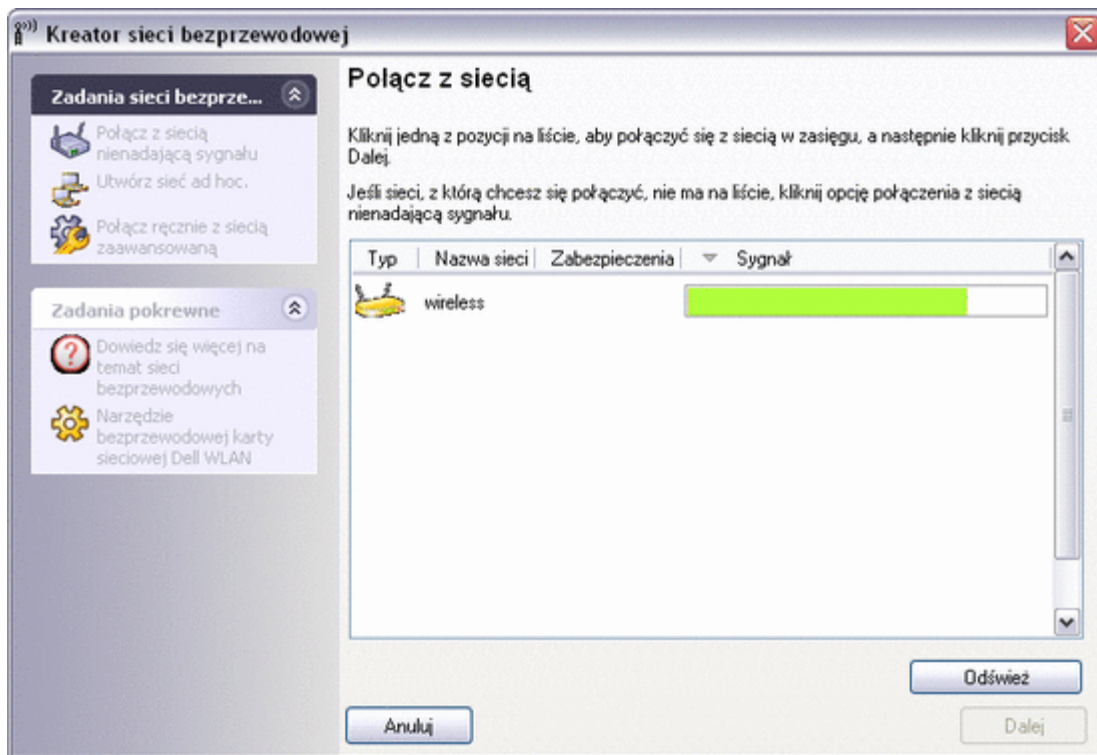 Kreator sieci bezprzewodowej
Zadania sieci bezprze...
Połącz z siecią
nienadającą sygnału
Utwórz sieć ad hoc.
Połącz ręcznie z siecią
zaawansowaną
Zadania pokrewne
Dowiedz się więcej na
temat sieci
bezprzewodowych
Narzędzie
bezprzewodowej karty
sieciowej Dell WLAN
Połącz z siecią
Kliknij jedną z pozycji na liście, aby połączyć się z siecią w zasięgu, a następnie kliknij przycisk
Dalej.
Jeśli sieci, z którą chcesz się połączyć, nie ma na liście, kliknij opcję połączenia z siecią
nienadającą sygnału.
Typ Nazwa sieci Zabezpieczenia Sygnał
wireless
Odśwież
Anuluj Dalej